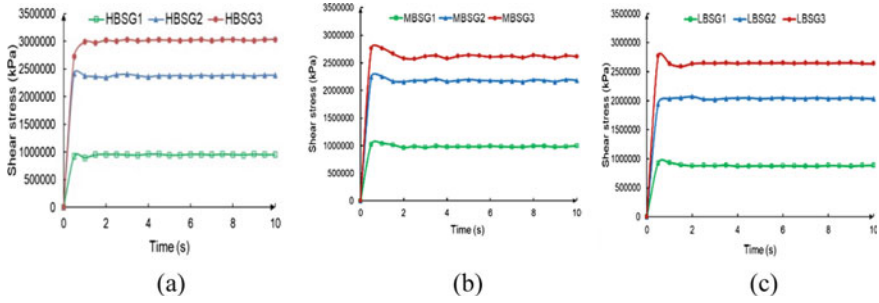 HBSG1 HBSG2 HBSG3
3500000
3000000
2500000
2000000
1500000
1000000
500000
0
Shear stress (kPa)
0 2 4 6 8 10
Time (s)
(a)
MBSG1 MBSG2 MBSG3
3500000
3000000
2500000
2000000
1500000
1000000
500000
0
Shear stress (kPa)
0 2 4 6 8 10
Time (s)
(b)
LBSG1 LBSG2 LBSG3
3500000
3000000
2500000
2000000
1500000
1000000
500000
0
Shear stress (kPa)
0 2 4 6 8 10
Time (s)
(c)